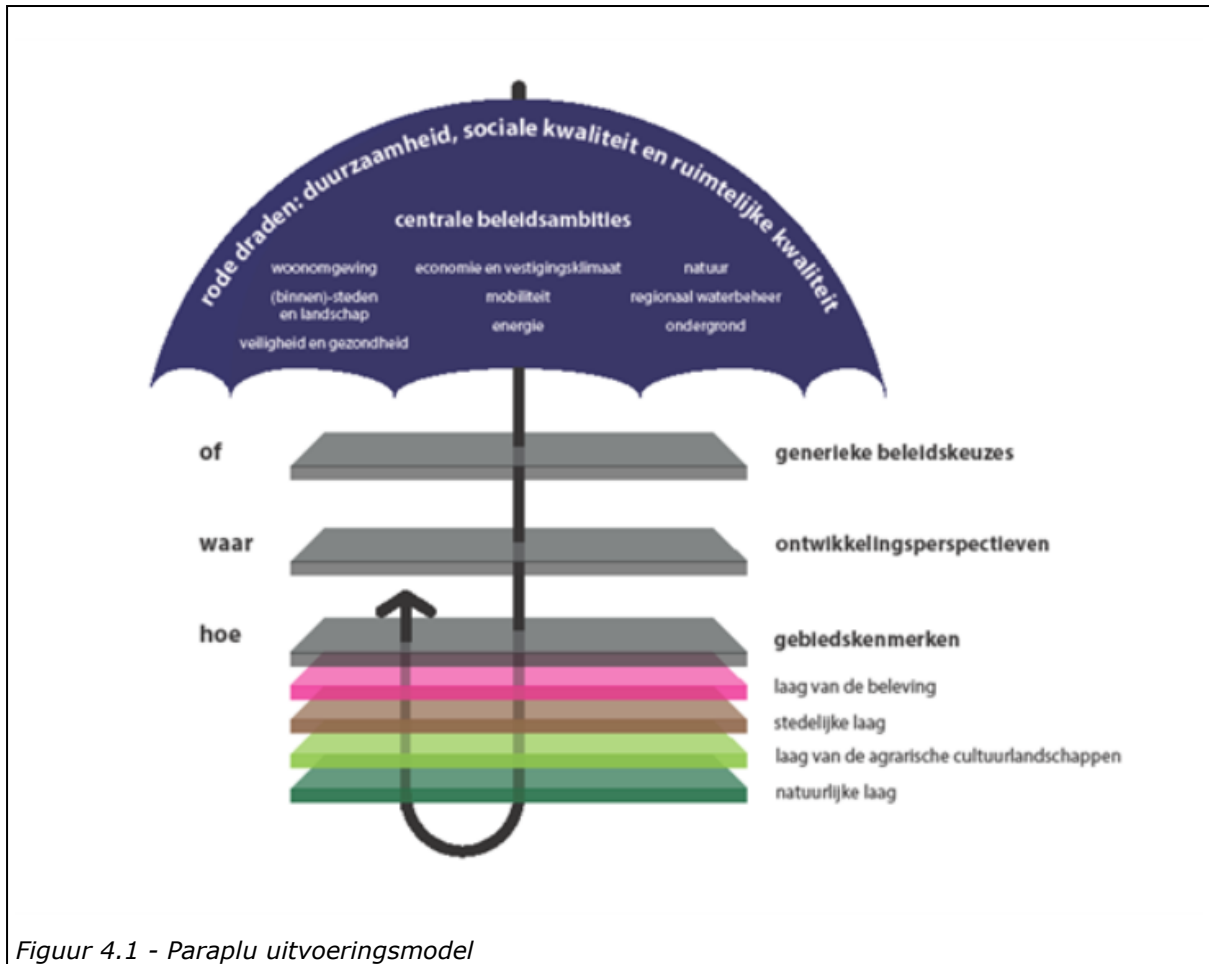 rode draden: duurzaamheid, sociale kwaliteit en ruimtelijke kwaliteit
centrale beleidsambities
woonomgeving
(binnen)-steden
en landschap
veiligheid en gezondheid
economie en vestigingsklimaat
mobiliteit
energie
natuur
regionaal waterbeheer
ondergrond
of
generieke beleidskeuzes
waar
ontwikkelingsperspectieven
hoe
gebiedskenmerken
laag van de beleving
stedelijke laag
laag van de agrarische cultuurlandschappen
natuurlijke laag
Figuur 4.1 - Paraplu uitvoeringsmodel